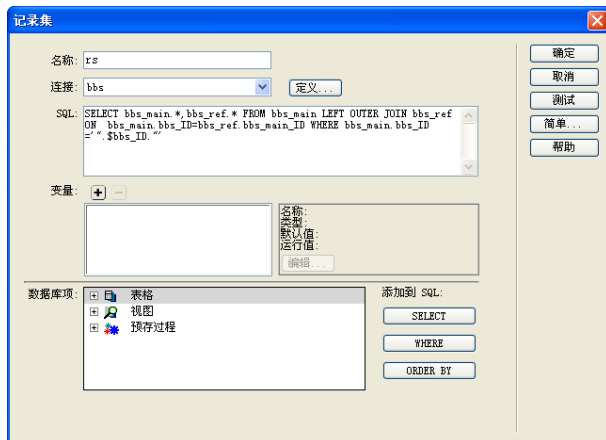 记录集
名称: rs
确定
连接: bbs
定义...
取消
SQL: SELECT bbs_main.*,bbs_ref.* FROM bbs_main LEFT OUTER JOIN bbs_ref
ON bbs_main.bbs_ID=bbs_ref.bbs_main_ID WHERE bbs_main.bbs_ID
='".$bbs_ID."'
测试
简单...
帮助
变量:
名称:
类型:
默认值:
运行值:
编辑...
数据库项:
表格
视图
预存过程
添加到 SQL:
SELECT
WHERE
ORDER BY